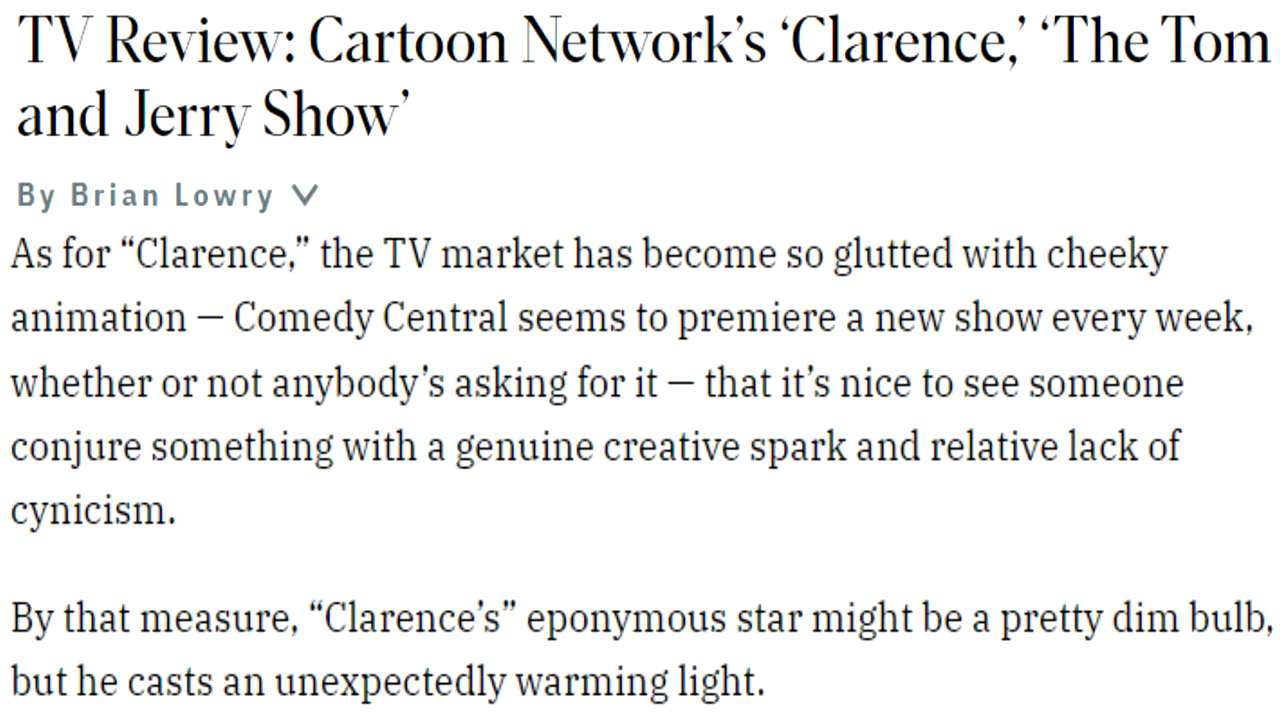 TV Review: Cartoon Network’s ‘Clarence,’ ‘The Tom
and Jerry Show’
By Brian Lowry
As for “Clarence,” the TV market has become so glutted with cheeky
animation — Comedy Central seems to premiere a new show every week,
whether or not anybody’s asking for it — that it’s nice to see someone
conjure something with a genuine creative spark and relative lack of
cynicism.
By that measure, “Clarence’s” eponymous star might be a pretty dim bulb,
but he casts an unexpectedly warming light.